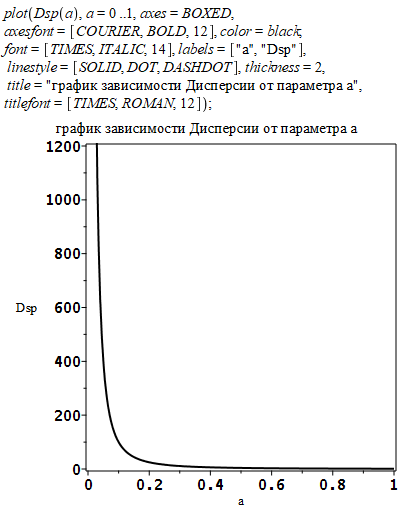 plot(Dsp(a), a = 0 ..1, axes = BOXED,
axesfont = [COURIER, BOLD, 12], color = black,
font = [TIMES, ITALIC, 14], labels = ["a", "Dsp"],
linestyle = [SOLID, DOT, DASHDOT], thickness = 2,
title = "график зависимости Дисперсии от параметра a",
titlefont = [TIMES, ROMAN, 12]);
график зависимости Дисперсии от параметра a
1200
1000
800
Dsp 600
400
200
0
0 0.2 0.4 0.6 0.8 1
a